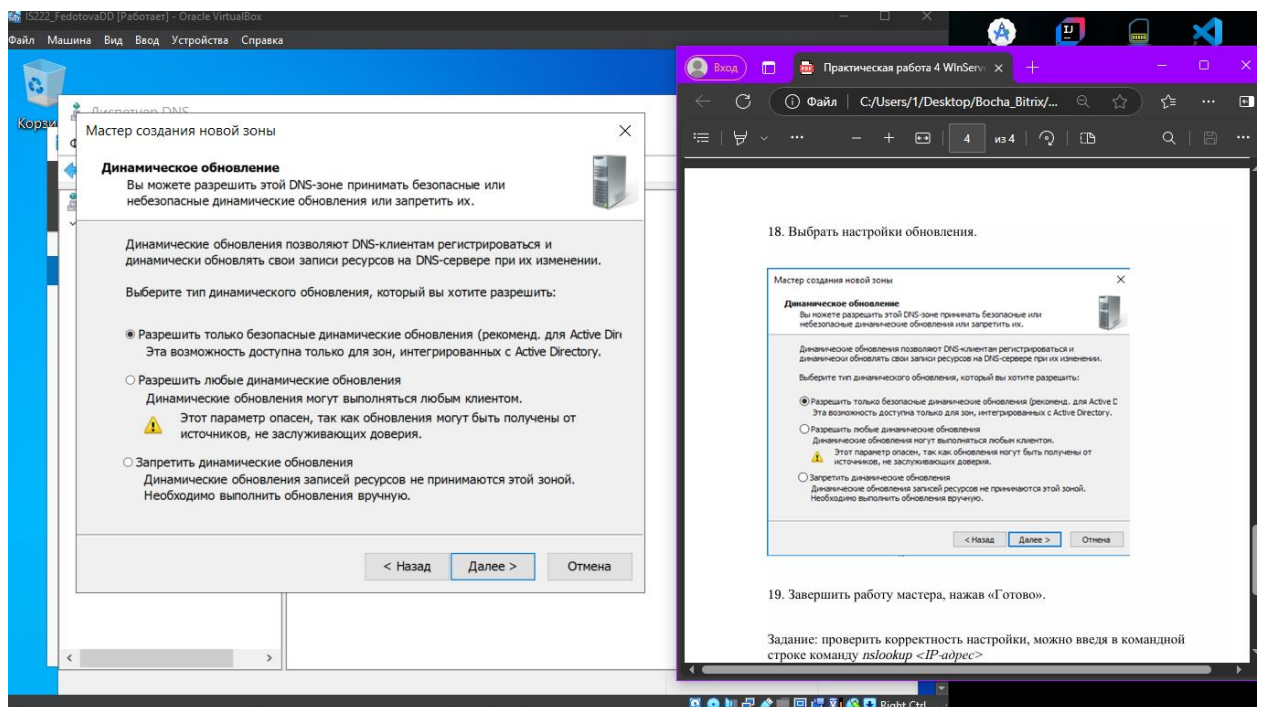 IS222_FedotovaDD [Работает] - Oracle VirtualBox
Файл Машина Вид Ввод Устройства Справка
Корзи
Диспетчер DNS
Мастер создания новой зоны
Динамическое обновление
Вы можете разрешить этой DNS-зоне принимать безопасные или
небезопасные динамические обновления или запретить их.
Динамические обновления позволяют DNS-клиентам регистрироваться и
динамически обновлять свои записи ресурсов на DNS-сервере при их изменении.
Выберите тип динамического обновления, который вы хотите разрешить:
Разрешить только безопасные динамические обновления (рекоменд. для Active Dire
Эта возможность доступна только для зон, интегрированных с Active Directory.
Разрешить любые динамические обновления
Динамические обновления могут выполняться любым клиентом.
Этот параметр опасен, так как обновления могут быть получены от
источников, не заслуживающих доверия.
Запретить динамические обновления
Динамические обновления записей ресурсов не принимаются этой зоной.
Необходимо выполнить обновления вручную.
< Назад Далее > Отмена
Вход Практическая работа 4 WInServ
Файл C:/Users/1/Desktop/Bocha_Bitrix/...
4 из 4
18. Выбрать настройки обновления.
Мастер создания новой зоны
Динамическое обновление
Вы можете разрешить этой DNS-зоне принимать безопасные или
небезопасные динамические обновления или запретить их.
Динамические обновления позволяют DNS-клиентам регистрироваться и
динамически обновлять свои записи ресурсов на DNS-сервере при их изменении.
Выберите тип динамического обновления, который вы хотите разрешить:
Разрешить только безопасные динамические обновления (рекоменд. для Active D
Эта возможность доступна только для зон, интегрированных с Active Directory.
Разрешить любые динамические обновления
Динамические обновления могут выполняться любым клиентом.
Этот параметр опасен, так как обновления могут быть получены от
источников, не заслуживающих доверия.
Запретить динамические обновления
Динамические обновления записей ресурсов не принимаются этой зоной.
Необходимо выполнить обновления вручную.
< Назад Далее > Отмена
19. Завершить работу мастера, нажав «Готово».
Задание: проверить корректность настройки, можно введя в командной
строке команду nslookup <IP-адрес>
Right Ctrl